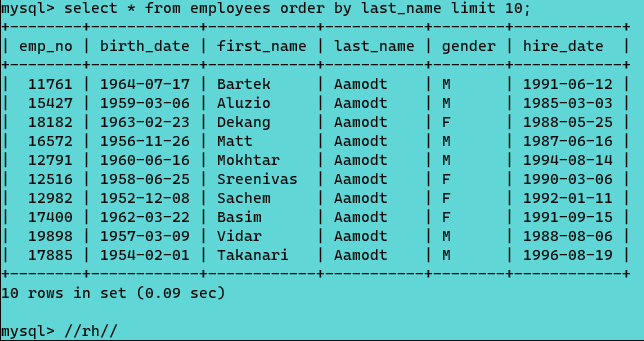 mysql> select * from employees order by last_name limit 10;
+--------+------------+------------+-----------+--------+------------+
| emp_no | birth_date | first_name | last_name | gender | hire_date  |
+--------+------------+------------+-----------+--------+------------+
|  11761 | 1964-07-17 | Bartek     | Aamodt    | M      | 1991-06-12 |
|  15427 | 1959-03-06 | Aluzio     | Aamodt    | M      | 1985-03-03 |
|  18182 | 1963-02-23 | Dekang     | Aamodt    | F      | 1988-05-25 |
|  16572 | 1956-11-26 | Matt       | Aamodt    | M      | 1987-06-16 |
|  12791 | 1960-06-16 | Mokhtar    | Aamodt    | M      | 1994-08-14 |
|  12516 | 1958-06-25 | Sreenivas  | Aamodt    | F      | 1990-03-06 |
|  12982 | 1952-12-08 | Sachem     | Aamodt    | F      | 1992-01-11 |
|  17400 | 1962-03-22 | Basim      | Aamodt    | F      | 1991-09-15 |
|  19898 | 1957-03-09 | Vidar      | Aamodt    | M      | 1988-08-06 |
|  17885 | 1954-02-01 | Takanari   | Aamodt    | M      | 1996-08-19 |
+--------+------------+------------+-----------+--------+------------+
10 rows in set (0.09 sec)
mysql> //rh//